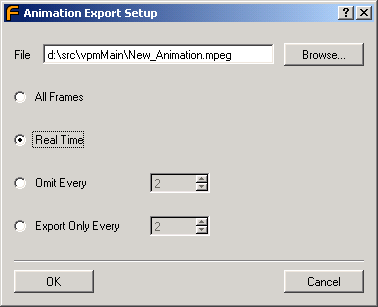 Animation Export Setup
File d:\src\vpmMain\New_Animation.mpeg Browse...
All Frames
Real Time
Omit Every 2
Export Only Every 2
OK Cancel